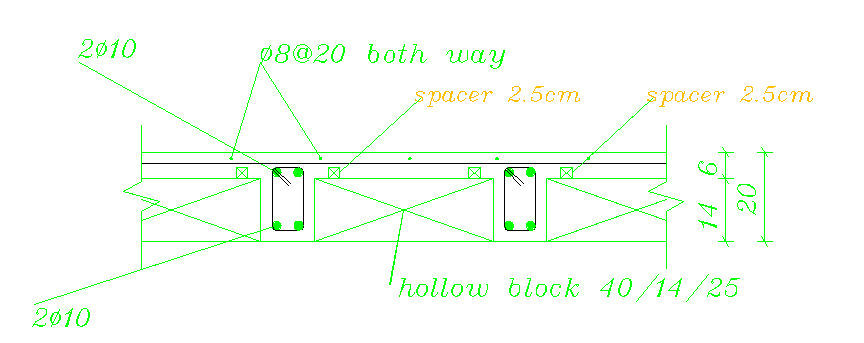 2ø10
ø8@20 both way
spacer 2.5cm
spacer 2.5cm
6
20
14
hollow block 40/14/25
2ø10